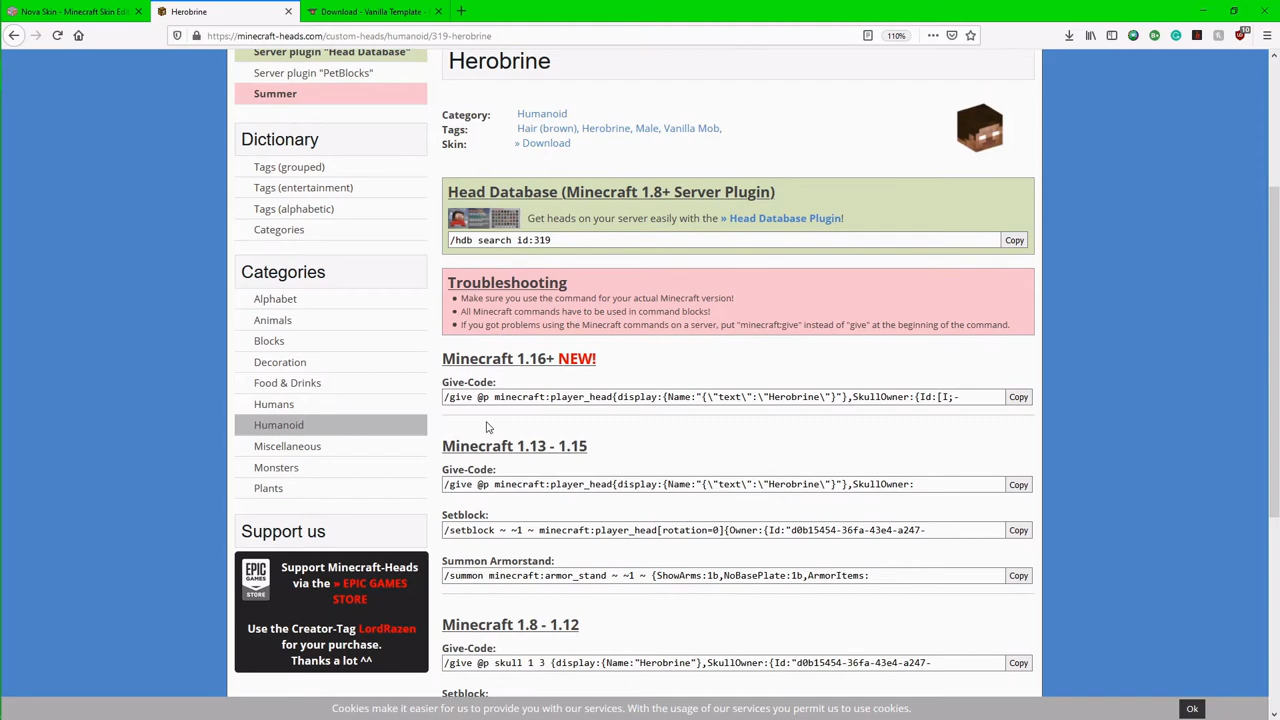 Nova Skin - Minecraft Skin Edi
Herobrine
Download - Vanilla Template -
https://minecraft-heads.com/custom-heads/humanoid/319-herobrine
110%
Server plugin "Head Database"
Server plugin "PetBlocks"
Summer
Dictionary
Tags (grouped)
Tags (entertainment)
Tags (alphabetic)
Categories
Categories
Alphabet
Animals
Blocks
Decoration
Food & Drinks
Humans
Humanoid
Miscellaneous
Monsters
Plants
Support us
EPIC GAMES STORE
Support Minecraft-Heads
via the » EPIC GAMES
STORE
Use the Creator-Tag LordRazen
for your purchase.
Thanks a lot ^^
Herobrine
Category: Humanoid
Tags: Hair (brown), Herobrine, Male, Vanilla Mob,
Skin: » Download
Head Database (Minecraft 1.8+ Server Plugin)
Get heads on your server easily with the » Head Database Plugin!
/hdb search id:319 Copy
Troubleshooting
• Make sure you use the command for your actual Minecraft version!
• All Minecraft commands have to be used in command blocks!
• If you got problems using the Minecraft commands on a server, put "minecraft:give" instead of "give" at the beginning of the command.
Minecraft 1.16+ NEW!
Give-Code:
/give @p minecraft:player_head{display:{Name:"{\"text\":\"Herobrine\"}"},SkullOwner:{Id:[I;- Copy
Minecraft 1.13 - 1.15
Give-Code:
/give @p minecraft:player_head{display:{Name:"{\"text\":\"Herobrine\"}"},SkullOwner: Copy
Setblock:
/setblock ~ ~1 ~ minecraft:player_head[rotation=0]{Owner:{Id:"d0b15454-36fa-43e4-a247- Copy
Summon Armorstand:
/summon minecraft:armor_stand ~ ~1 ~ {ShowArms:1b,NoBasePlate:1b,ArmorItems: Copy
Minecraft 1.8 - 1.12
Give-Code:
/give @p skull 1 3 {display:{Name:"Herobrine"},SkullOwner:{Id:"d0b15454-36fa-43e4-a247- Copy
Setblock:
Cookies make it easier for us to provide you with our services. With the usage of our services you permit us to use cookies. Ok